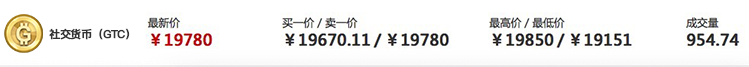 社交货币（GTC）
最新价
￥19780
买一价 / 卖一价
￥19670.11 / ￥19780
最高价 / 最低价
￥19850 / ￥19151
成交量
954.74